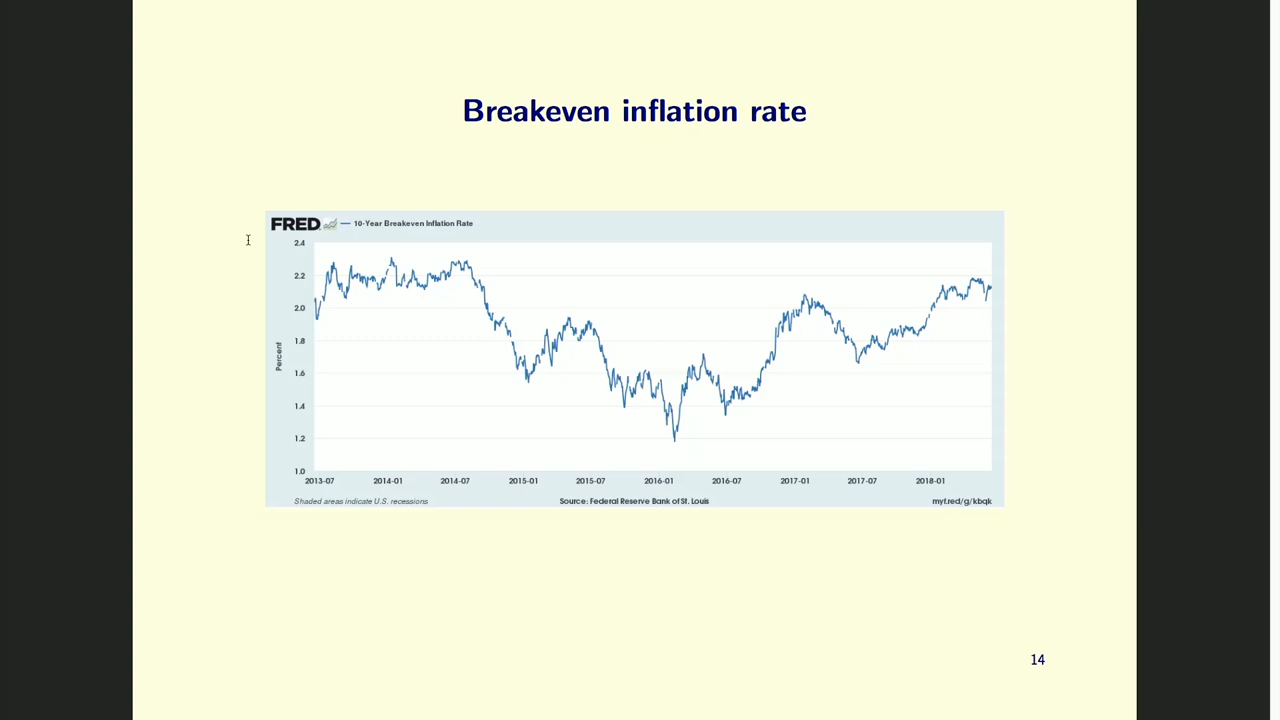 Breakeven inflation rate
FRED — 10-Year Breakeven Inflation Rate
2.4
2.2
2.0
1.8
1.6
1.4
1.2
1.0
Percent
2013-07 2014-01 2014-07 2015-01 2015-07 2016-01 2016-07 2017-01 2017-07 2018-01
Shaded areas indicate U.S. recessions Source: Federal Reserve Bank of St. Louis myf.red/g/kbqk
14